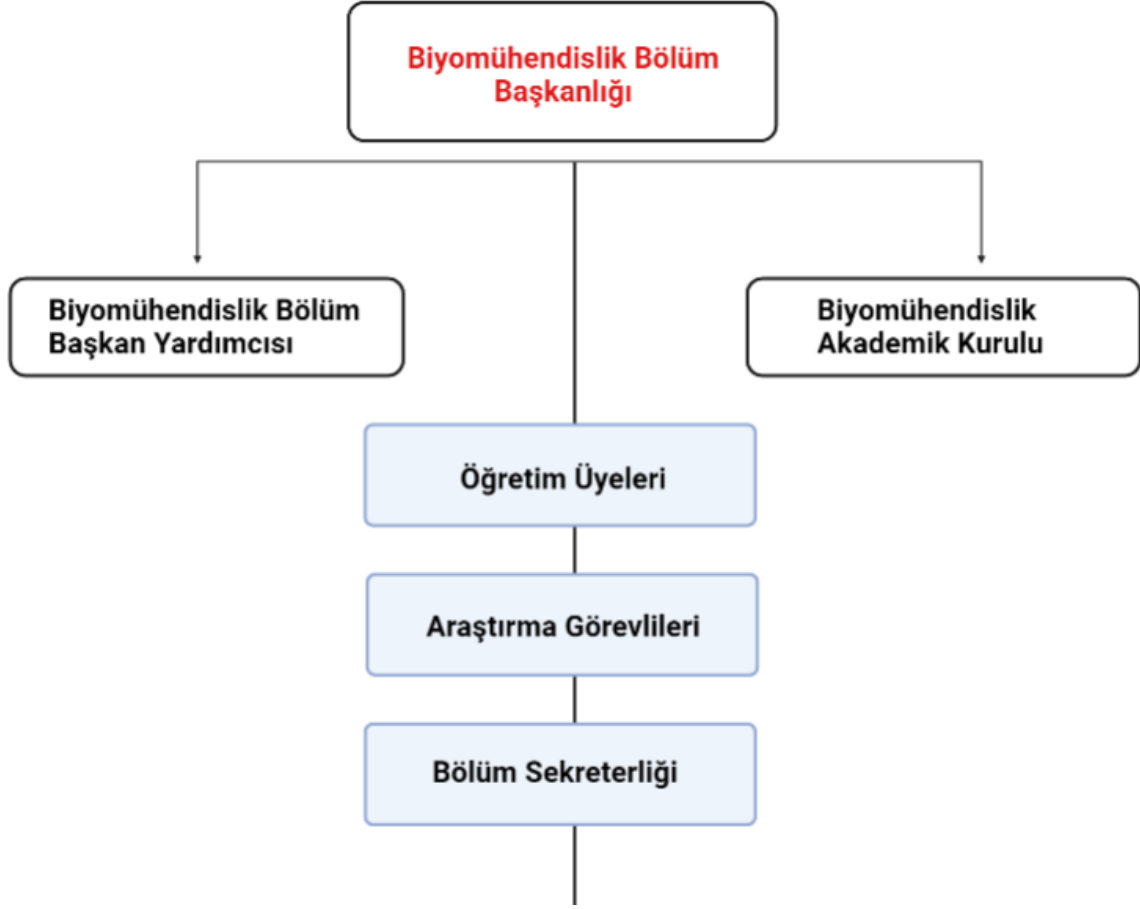 Biyomühendislik Bölüm
Başkanlığı
Biyomühendislik Bölüm
Başkan Yardımcısı
Biyomühendislik
Akademik Kurulu
Öğretim Üyeleri
Araştırma Görevlileri
Bölüm Sekreterliği